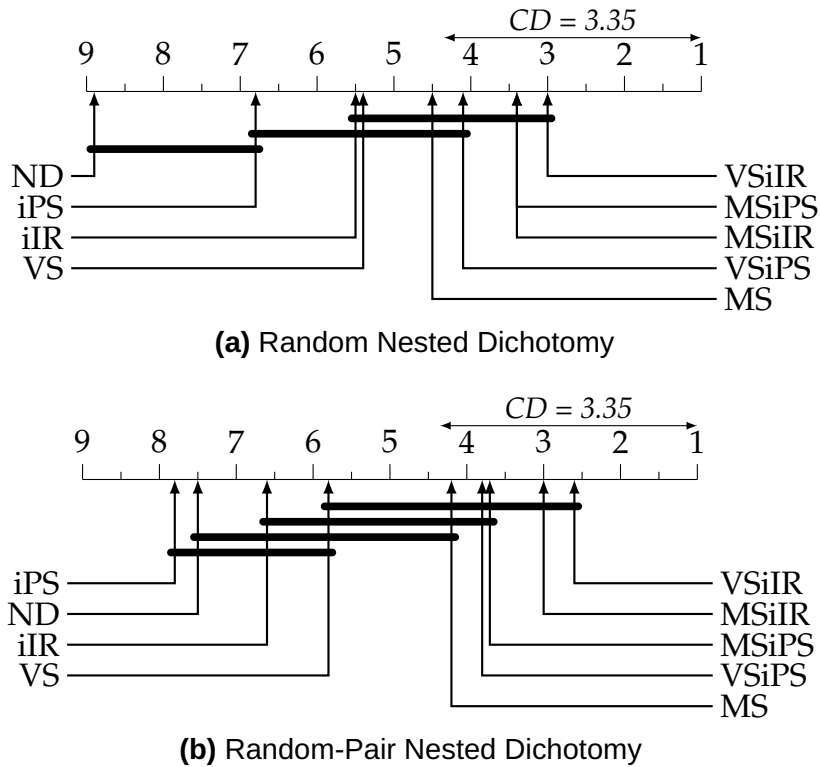 CD = 3.35
9 8 7 6 5 4 3 2 1
ND VSiIR
iPS MSiPS
iIR MSiIR
VS VSiPS
MS
(a) Random Nested Dichotomy
CD = 3.35
9 8 7 6 5 4 3 2 1
iPS VSiIR
ND MSiIR
iIR MSiPS
VS VSiPS
MS
(b) Random-Pair Nested Dichotomy